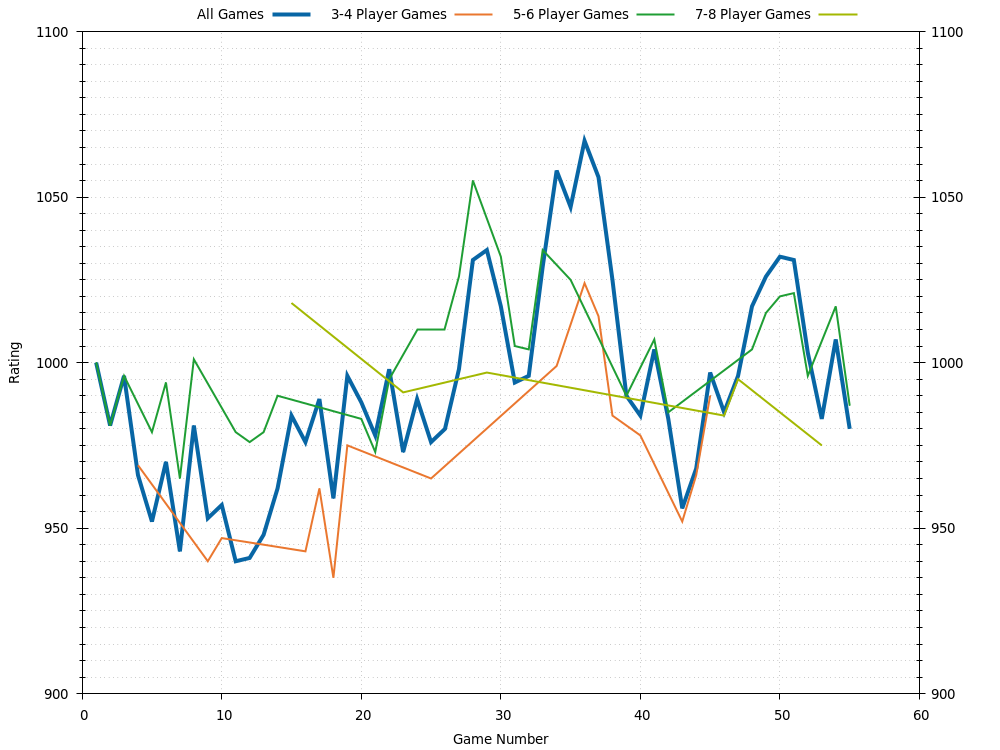 All Games 3-4 Player Games 5-6 Player Games 7-8 Player Games
1100 1100
1050 1050
1000 1000
Rating
950 950
900 900
0 10 20 30 40 50 60
Game Number